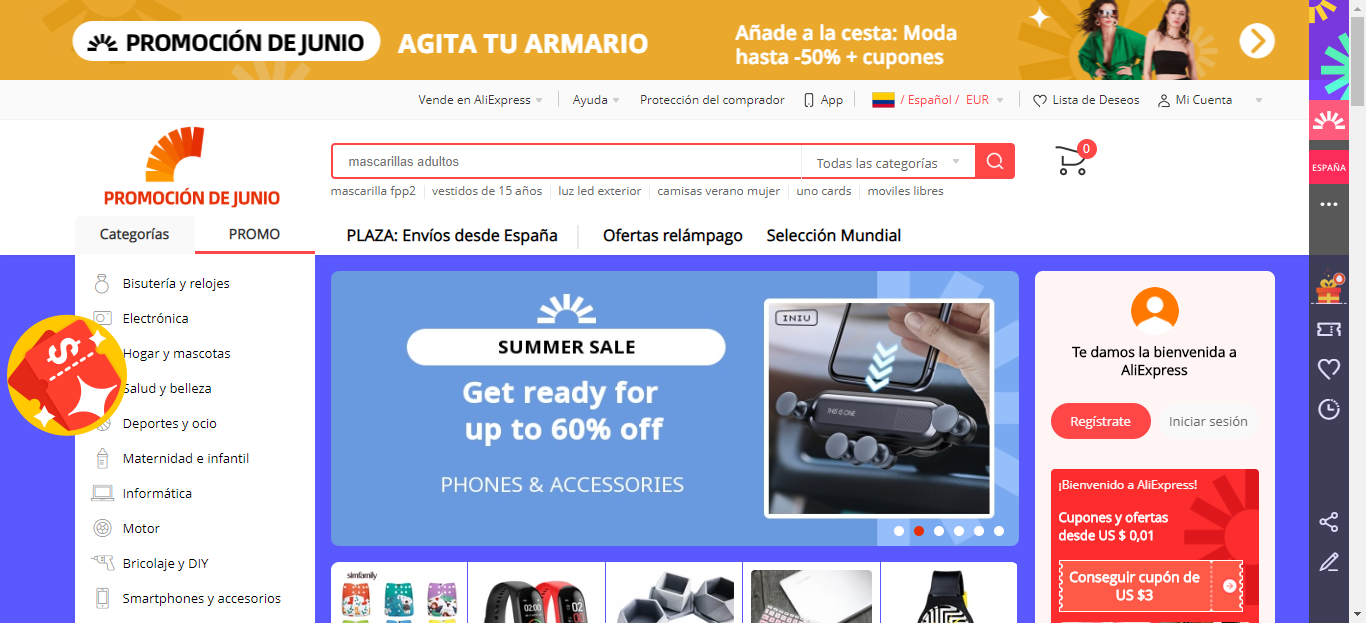 PROMOCIÓN DE JUNIO
AGITA TU ARMARIO
Añade a la cesta: Moda
hasta -50% + cupones
Vende en AliExpress
Ayuda
Protección del comprador
App
/ Español / EUR
Lista de Deseos
Mi Cuenta
ESPAÑA
PROMOCIÓN DE JUNIO
mascarillas adultos
Todas las categorías
0
mascarilla fpp2
vestidos de 15 años
luz led exterior
camisas verano mujer
uno cards
moviles libres
Categorías
PROMO
PLAZA: Envíos desde España
Ofertas relámpago
Selección Mundial
Bisutería y relojes
Electrónica
Hogar y mascotas
Salud y belleza
Deportes y ocio
Maternidad e infantil
Informática
Motor
Bricolaje y DIY
Smartphones y accesorios
$
SUMMER SALE
Get ready for
up to 60% off
PHONES & ACCESSORIES
INIU
THIS IS ONE
Te damos la bienvenida a
AliExpress
Regístrate
Iniciar sesión
¡Bienvenido a AliExpress!
Cupones y ofertas
desde US $ 0,01
Conseguir cupón de
US $3
simfamily